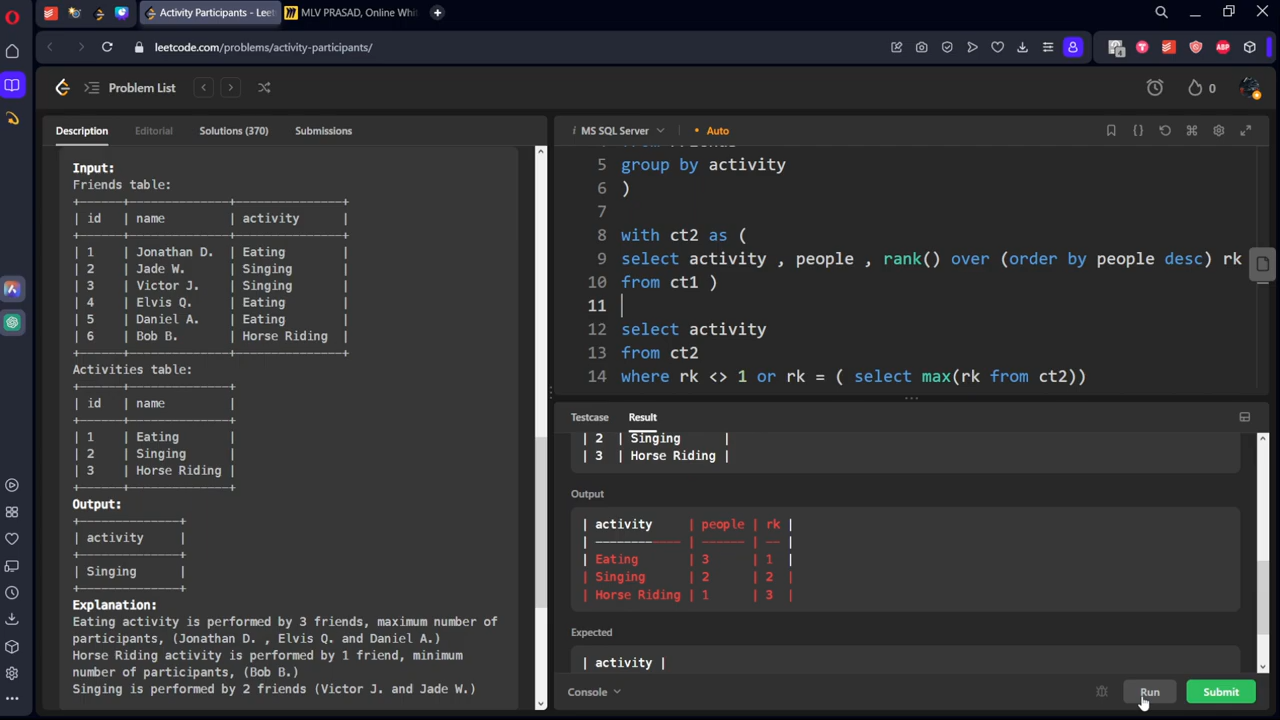 Activity Participants - Leet
MLV PRASAD, Online Whit
leetcode.com/problems/activity-participants/
ABP
Problem List
0
Description
Editorial
Solutions (370)
Submissions
Input:
Friends table:
| id | name | activity |
| 1 | Jonathan D. | Eating
| 2 | Jade W. | Singing
| 3 | Victor J. | Singing
| 4 | Elvis Q. | Eating
| 5 | Daniel A. | Eating
| 6 | Bob B. | Horse Riding |
Activities table:
| id | name |
| 1 | Eating |
| 2 | Singing |
| 3 | Horse Riding |
Output:
| activity |
| Singing |
Explanation:
Eating activity is performed by 3 friends, maximum number of
participants, (Jonathan D. , Elvis Q. and Daniel A.)
Horse Riding activity is performed by 1 friend, minimum
number of participants, (Bob B.)
Singing is performed by 2 friends (Victor J. and Jade W.)
i MS SQL Server
• Auto
5 group by activity
6 )
7
8 with ct2 as (
9 select activity , people , rank() over (order by people desc) rk
10 from ct1 )
11
12 select activity
13 from ct2
14 where rk <> 1 or rk = ( select max(rk from ct2))
Testcase
Result
| 2 | Singing |
| 3 | Horse Riding |
Output
| activity | people | rk |
| Eating | 3 | 1 |
| Singing | 2 | 2 |
| Horse Riding | 1 | 3 |
Expected
| activity |
Console
Run
Submit